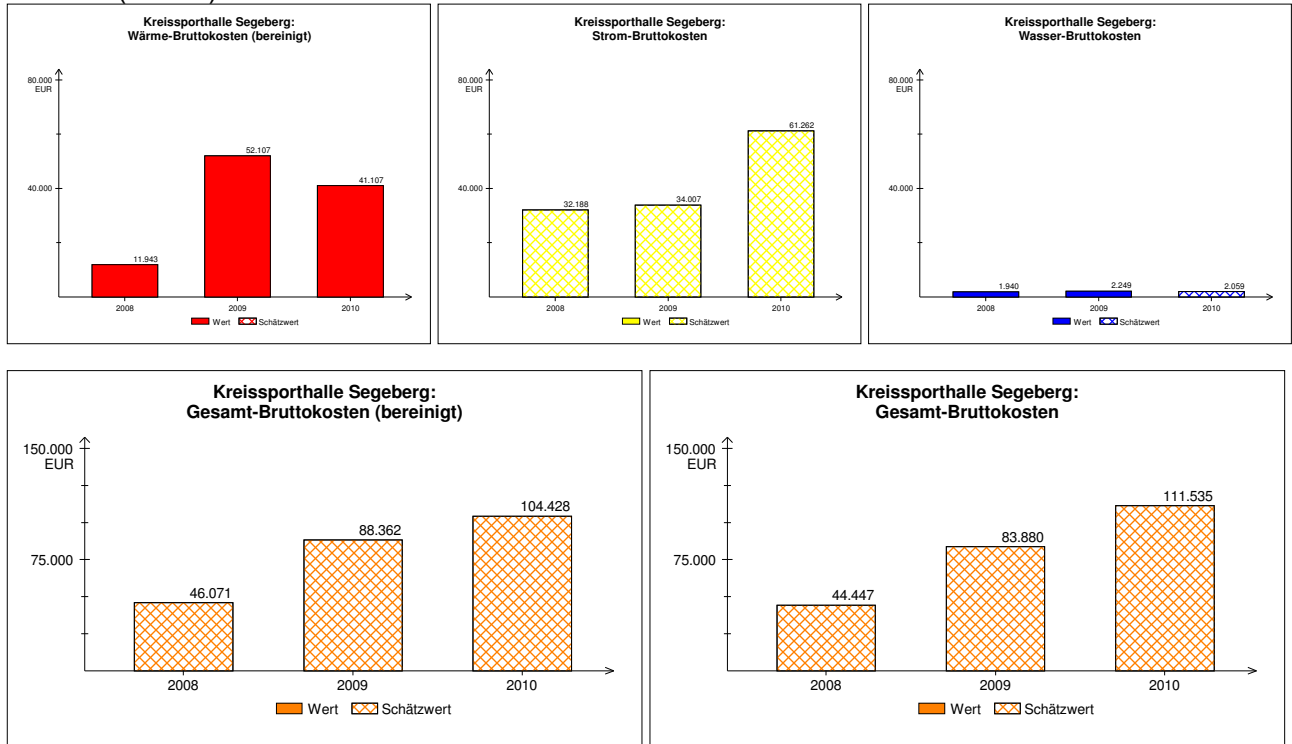 Kreissporthalle Segeberg:
Wärme-Bruttokosten (bereinigt)
80.000
EUR
40.000
11.943
52.107
41.107
2008
2009
2010
Wert
Schätzwert
Kreissporthalle Segeberg:
Strom-Bruttokosten
80.000
EUR
40.000
32.188
34.007
61.262
2008
2009
2010
Wert
Schätzwert
Kreissporthalle Segeberg:
Wasser-Bruttokosten
80.000
EUR
40.000
1.940
2.249
2.059
2008
2009
2010
Wert
Schätzwert
Kreissporthalle Segeberg:
Gesamt-Bruttokosten (bereinigt)
150.000
EUR
75.000
46.071
88.362
104.428
2008
2009
2010
Wert
Schätzwert
Kreissporthalle Segeberg:
Gesamt-Bruttokosten
150.000
EUR
75.000
44.447
83.880
111.535
2008
2009
2010
Wert
Schätzwert